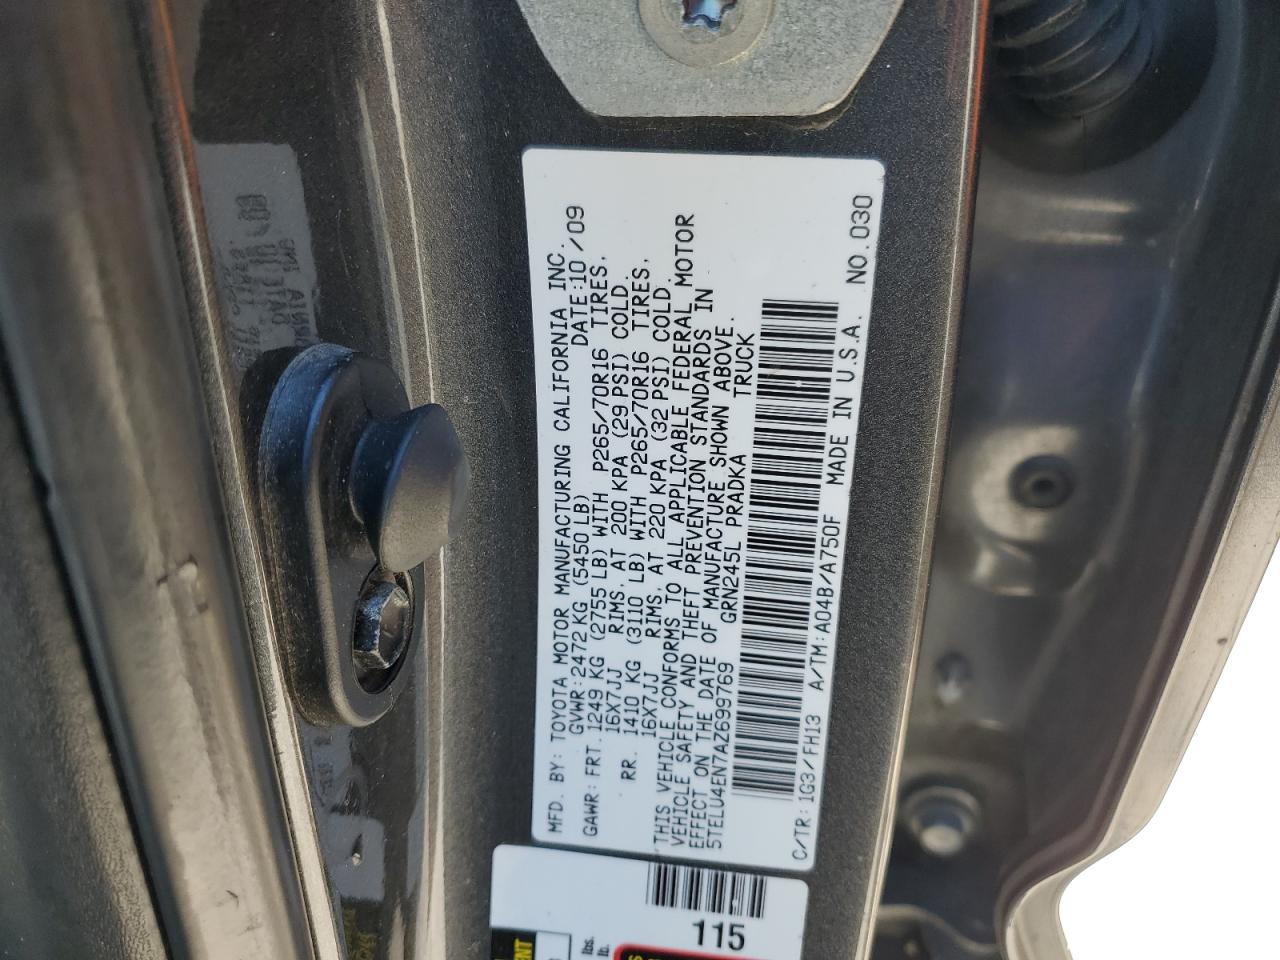 MFD. BY: TOYOTA MOTOR MANUFACTURING CALIFORNIA INC.
GVWR: 2472 KG (5450 LB) DATE: 10/09
GAWR: FRT. 1249 KG (2755 LB) WITH P265/70R16 TIRES,
16X7JJ RIMS, AT 200 KPA (29 PSI) COLD.
RR. 1410 KG (3110 LB) WITH P265/70R16 TIRES,
16X7JJ RIMS, AT 220 KPA (32 PSI) COLD.
THIS VEHICLE CONFORMS TO ALL APPLICABLE FEDERAL MOTOR
VEHICLE SAFETY AND THEFT PREVENTION STANDARDS IN
EFFECT ON THE DATE OF MANUFACTURE SHOWN ABOVE.
5TELU4EN7AZ699769 GRN245L PRADKA TRUCK
C/TR: 1G3/FH13 A/TM: A04B/A750F MADE IN U.S.A. NO. 030
115
lbs.
lb.